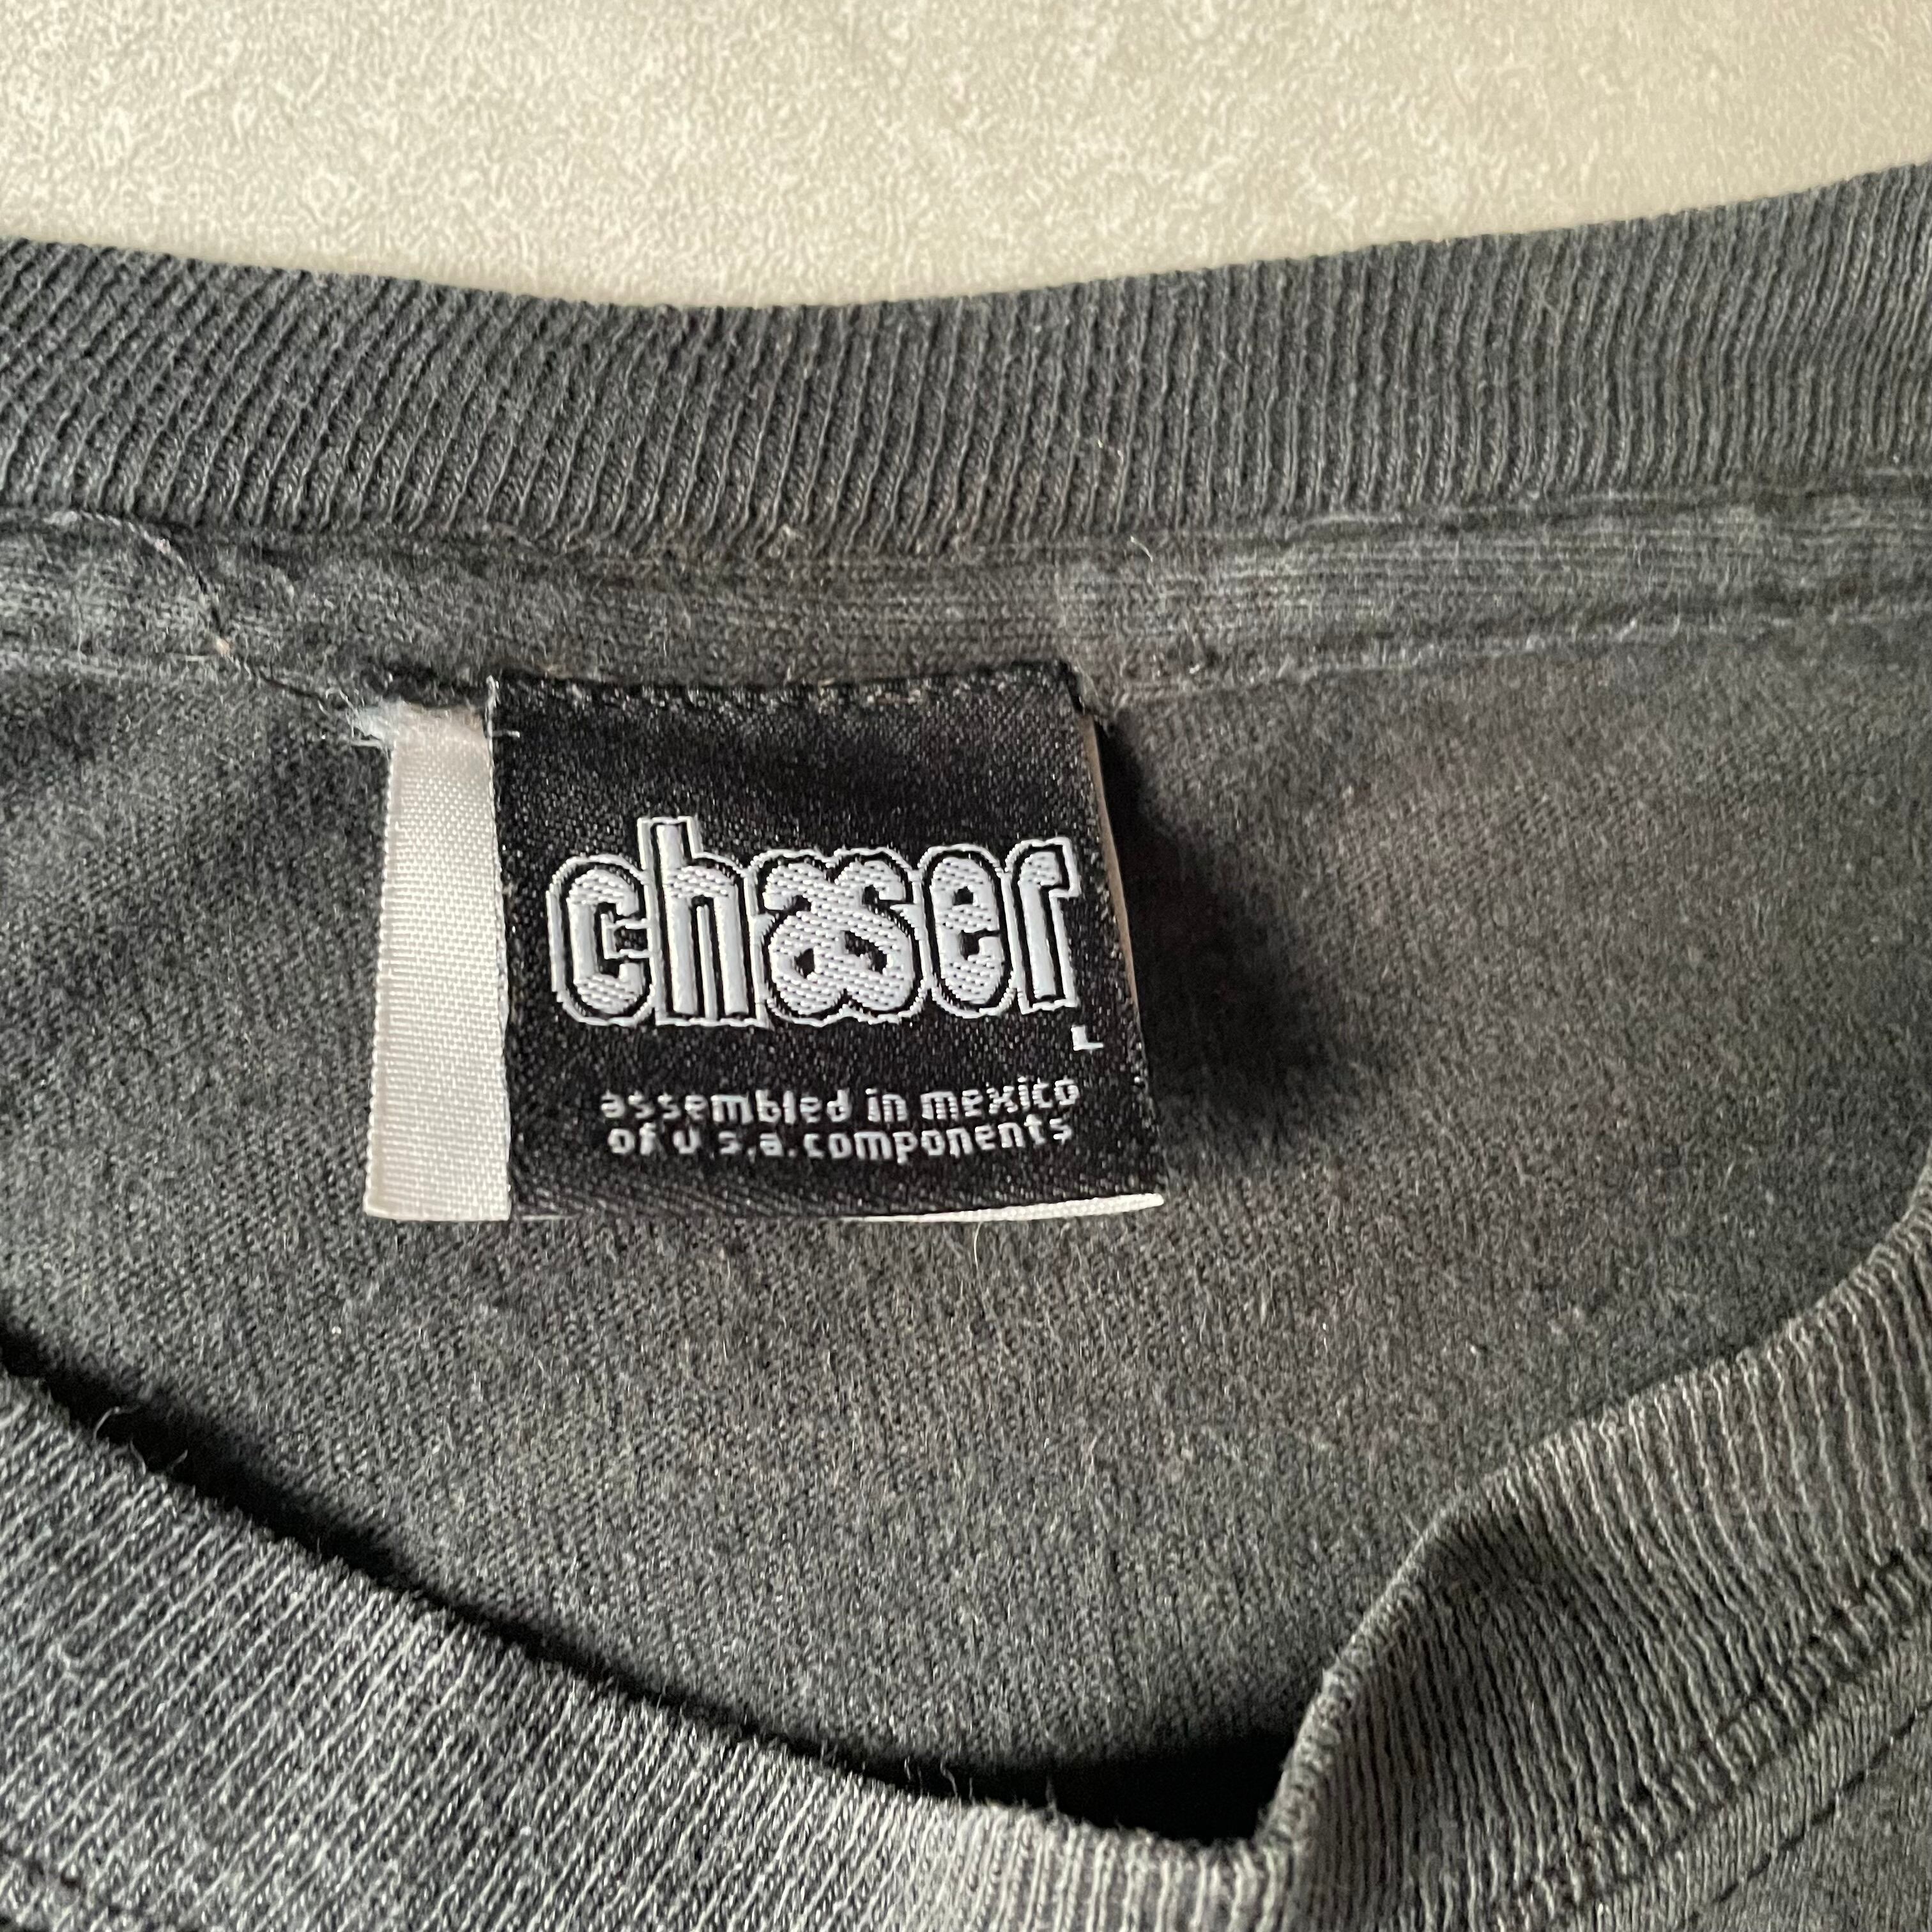 chaser
L
assembled in mexico
of u.s.a. components